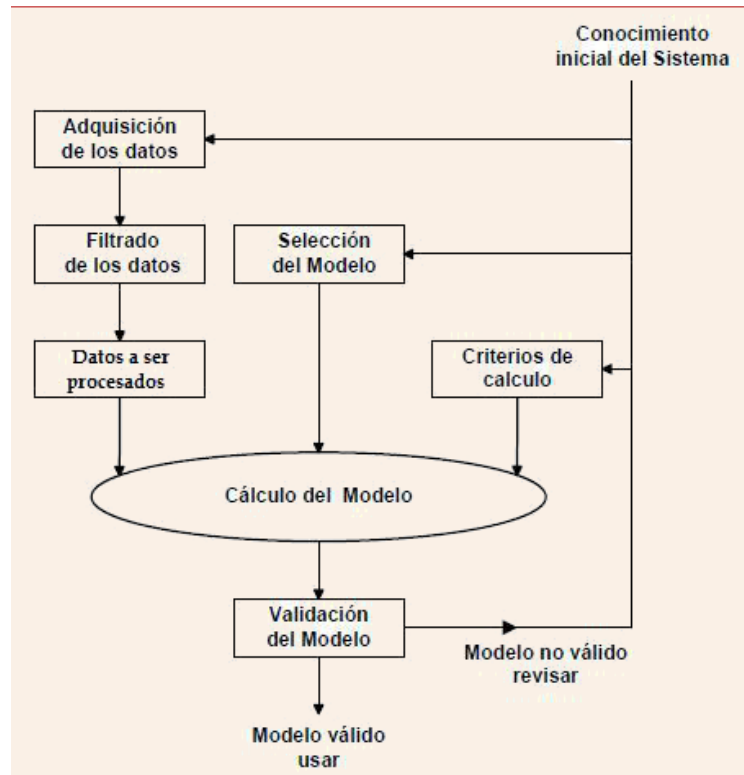 Conocimiento
inicial del Sistema
Adquisición
de los datos
Filtrado
de los datos
Selección
del Modelo
Datos a ser
procesados
Criterios de
calculo
Cálculo del Modelo
Validación
del Modelo
Modelo no válido
revisar
Modelo válido
usar